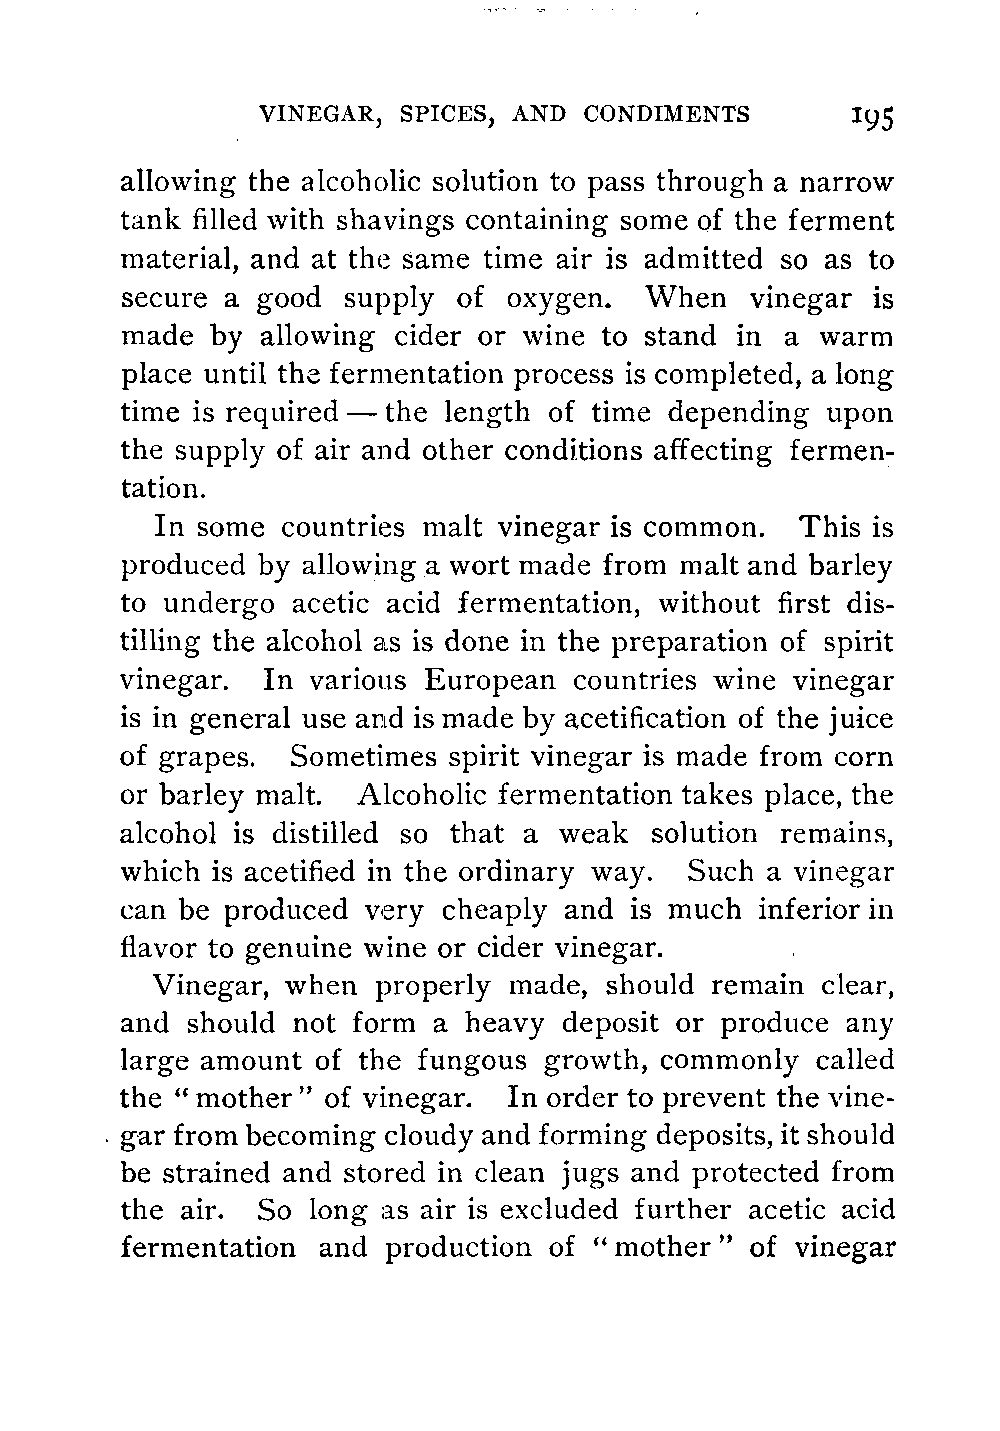 VINEGAR, SPICES, AND CONDIMENTS 195
allowing the alcoholic solution to pass through a narrow
tank filled with shavings containing some of the ferment
material, and at the same time air is admitted so as to
secure a good supply of oxygen. When vinegar is
made by allowing cider or wine to stand in a warm
place until the fermentation process is completed, a long
time is required — the length of time depending upon
the supply of air and other conditions affecting fermen-
tation.
In some countries malt vinegar is common. This is
produced by allowing a wort made from malt and barley
to undergo acetic acid fermentation, without first dis-
tilling the alcohol as is done in the preparation of spirit
vinegar. In various European countries wine vinegar
is in general use and is made by acetification of the juice
of grapes. Sometimes spirit vinegar is made from corn
or barley malt. Alcoholic fermentation takes place, the
alcohol is distilled so that a weak solution remains,
which is acetified in the ordinary way. Such a vinegar
can be produced very cheaply and is much inferior in
flavor to genuine wine or cider vinegar.
Vinegar, when properly made, should remain clear,
and should not form a heavy deposit or produce any
large amount of the fungous growth, commonly called
the "mother" of vinegar. In order to prevent the vine-
gar from becoming cloudy and forming deposits, it should
be strained and stored in clean jugs and protected from
the air. So long as air is excluded further acetic acid
fermentation and production of "mother" of vinegar